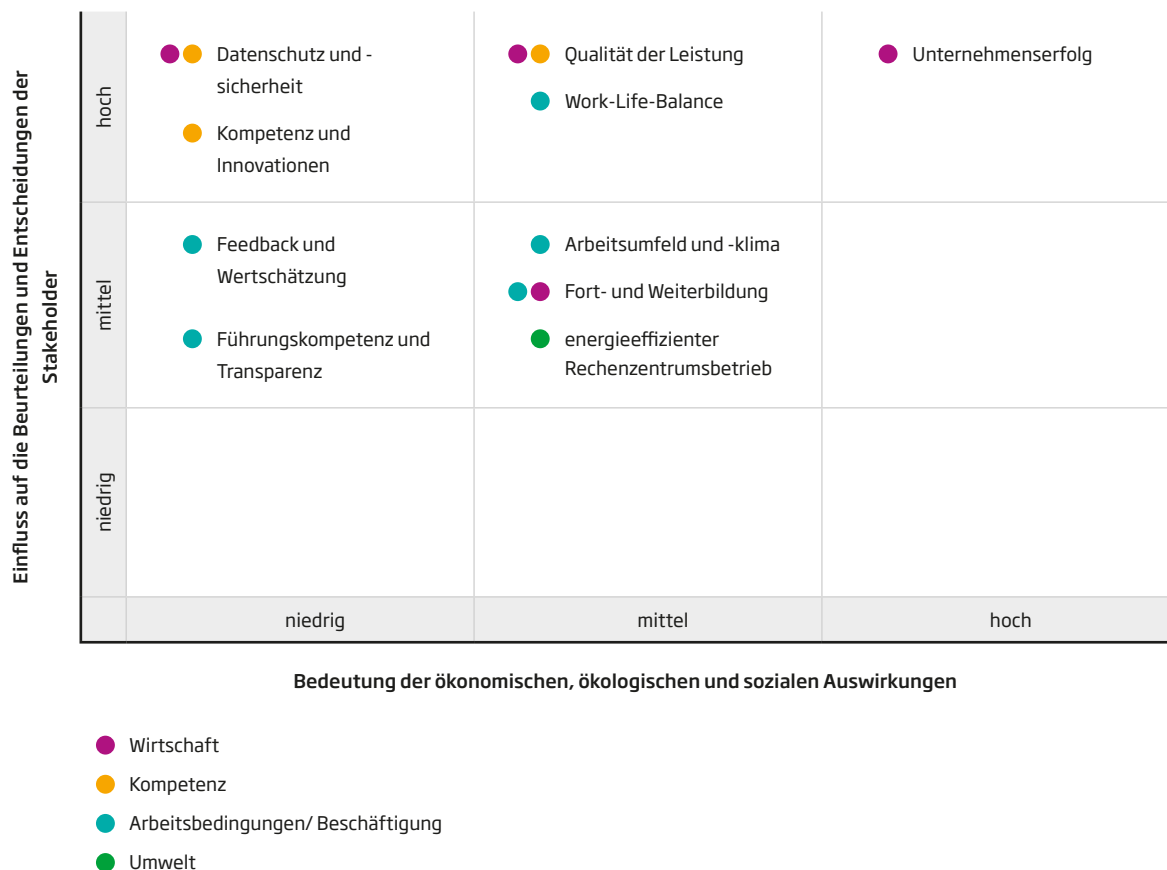 Einfluss auf die Beurteilungen und Entscheidungen der
Stakeholder
hoch
Datenschutz und -
sicherheit
Kompetenz und
Innovationen
Qualität der Leistung
Work-Life-Balance
Unternehmenserfolg
mittel
Feedback und
Wertschätzung
Führungskompetenz und
Transparenz
Arbeitsumfeld und -klima
Fort- und Weiterbildung
energieeffizienter
Rechenzentrumsbetrieb
niedrig
niedrig
mittel
hoch
Bedeutung der ökonomischen, ökologischen und sozialen Auswirkungen
Wirtschaft
Kompetenz
Arbeitsbedingungen/ Beschäftigung
Umwelt